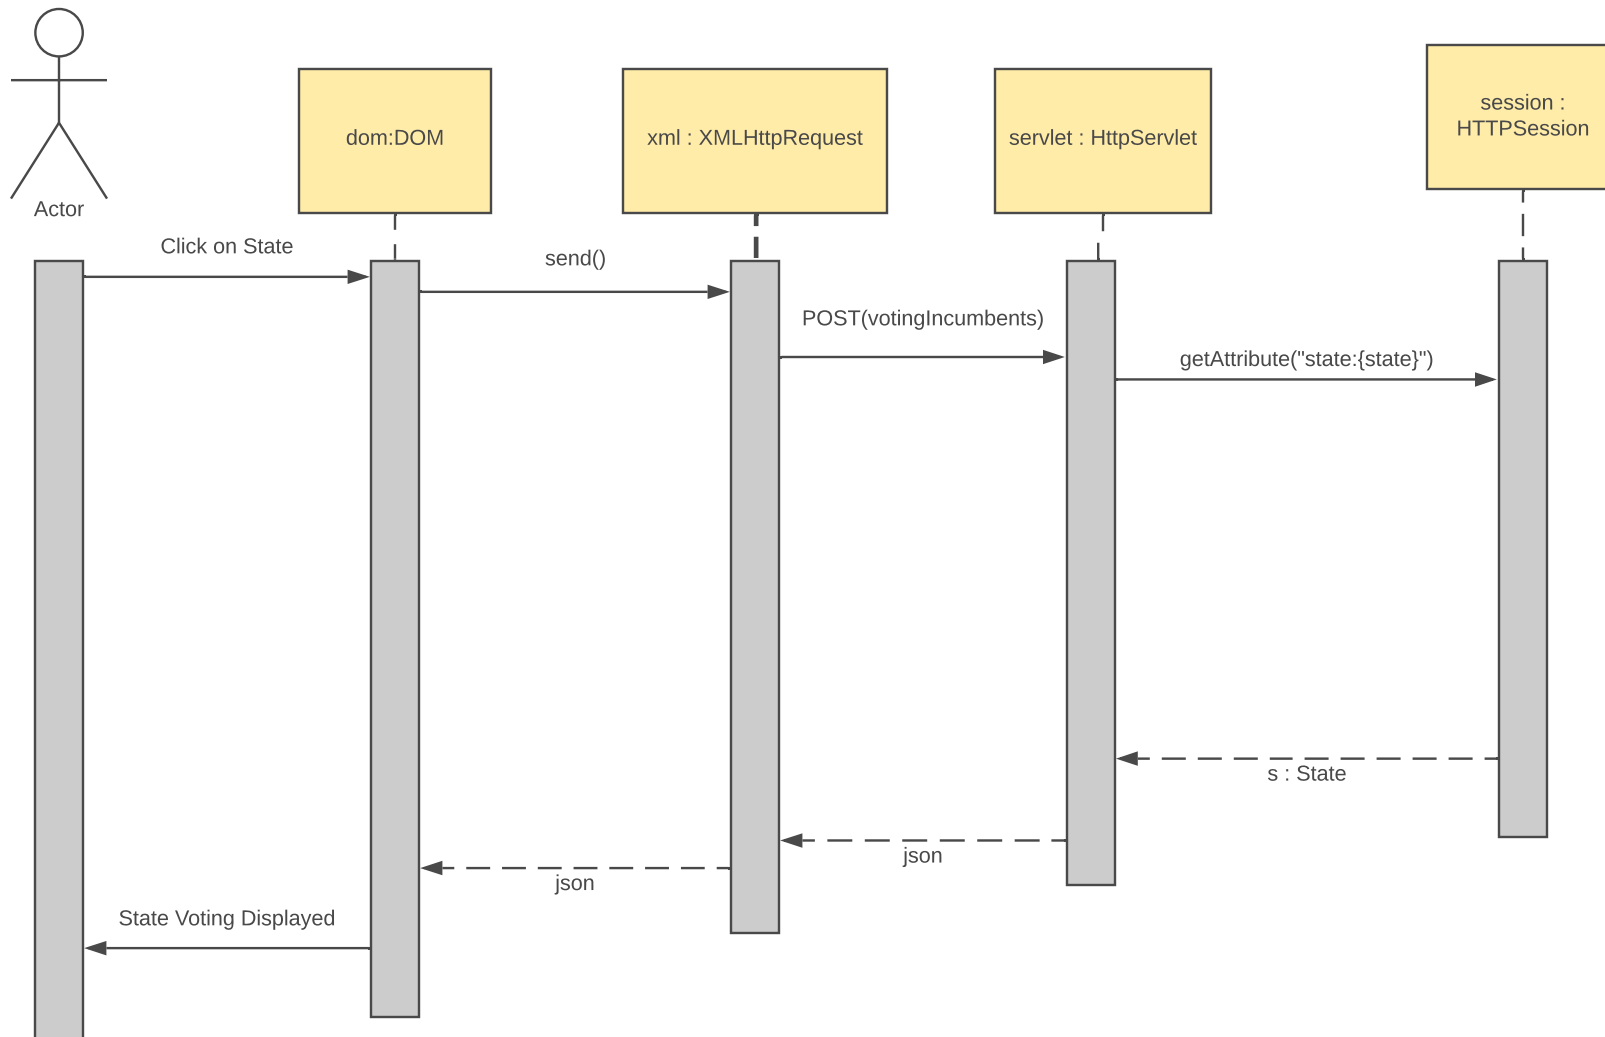 session :
HTTPSession
dom:DOM
xml : XMLHttpRequest
servlet : HttpServlet
Actor
Click on State
send()
POST(votingIncumbents)
getAttribute("state:{state}")
s : State
json
json
State Voting Displayed